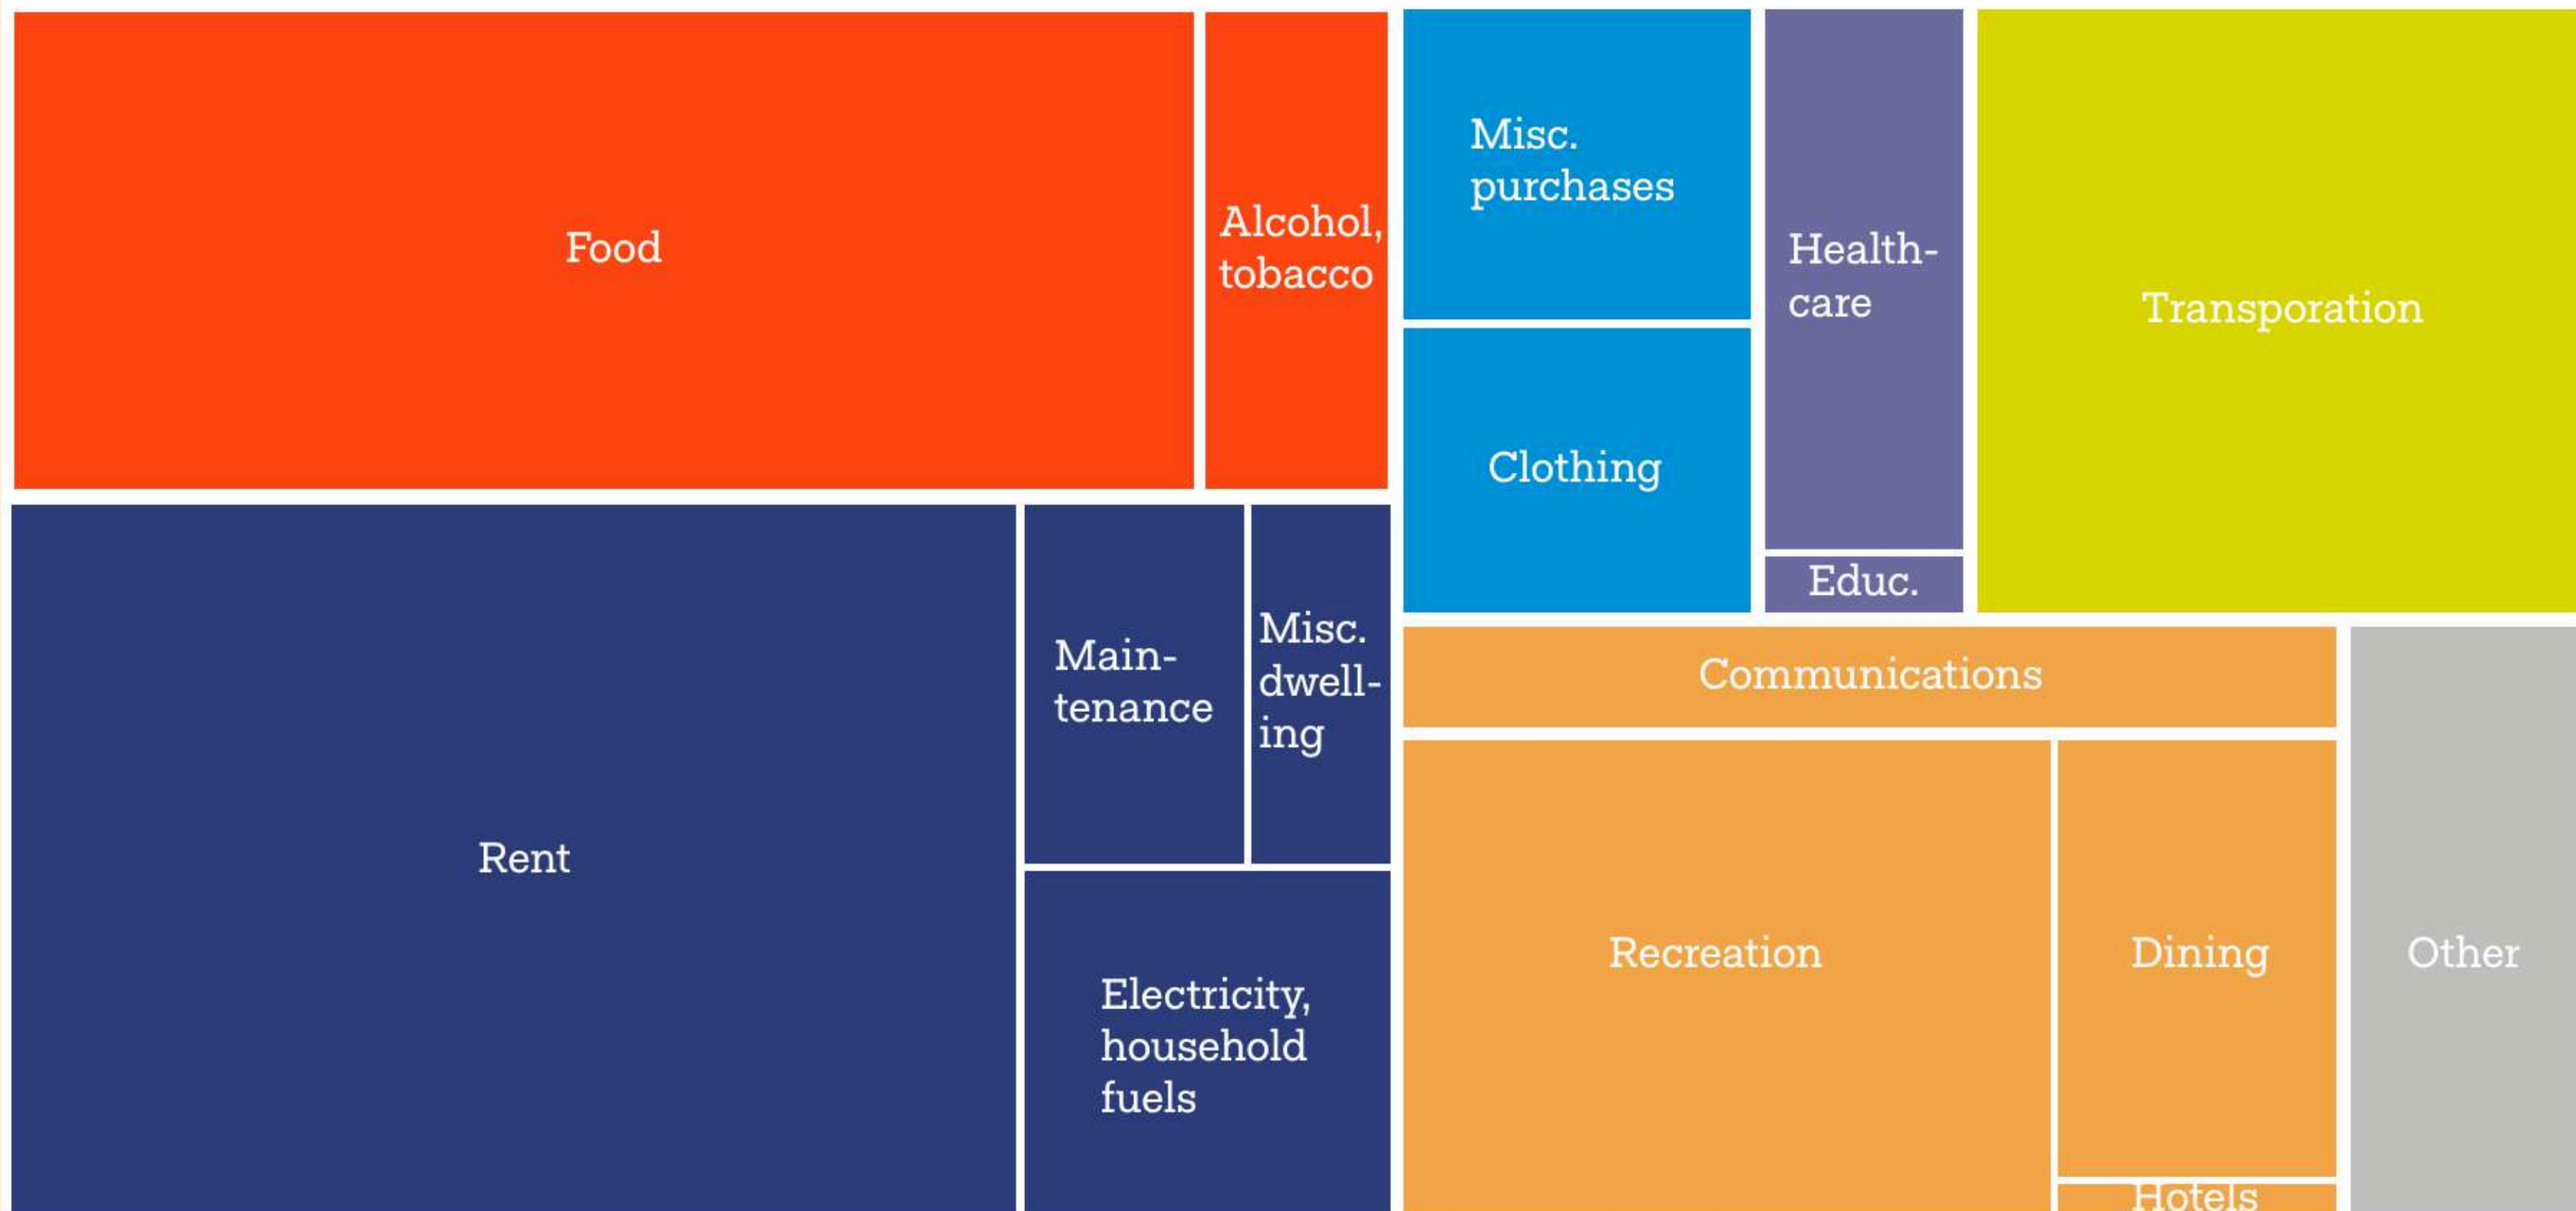 Food
Alcohol,
tobacco
Misc.
purchases
Clothing
Health-
care
Educ.
Transporation
Rent
Main-
tenance
Misc.
dwell-
ing
Electricity,
household
fuels
Communications
Recreation
Dining
Hotels
Other